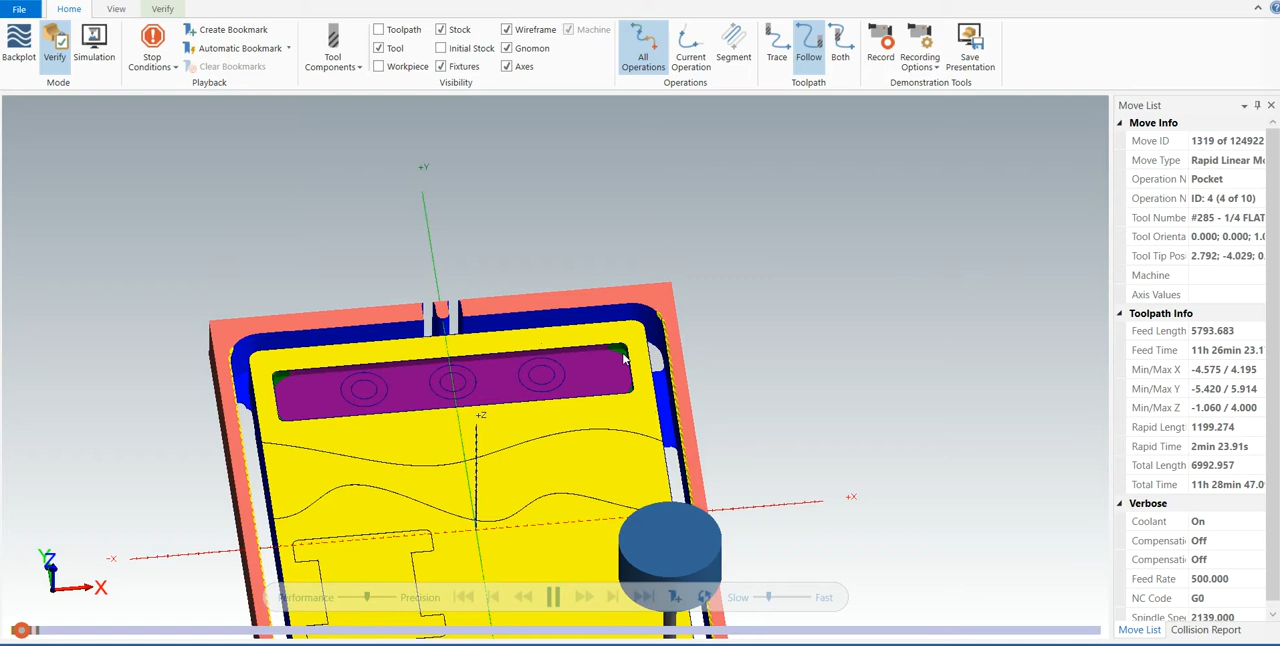 File Home View Verify
Backplot Verify Simulation
Mode
Stop Conditions
Create Bookmark
Automatic Bookmark
Clear Bookmarks
Playback
Tool Components
Toolpath Stock Wireframe Machine
Tool Initial Stock Gnomon
Workpiece Fixtures Axes
Visibility
All Operations Current Operation Segment
Operations
Trace Follow Both
Toolpath
Record Recording Options Save Presentation
Demonstration Tools
+Y
+Z
+X
-X
Y
Z
X
Performance Precision Slow Fast
Move List
Move Info
Move ID 1319 of 124922
Move Type Rapid Linear Mo
Operation N Pocket
Operation N ID: 4 (4 of 10)
Tool Number #285 - 1/4 FLAT
Tool Orienta 0.000; 0.000; 1.0
Tool Tip Pos 2.792; -4.029; 0.
Machine
Axis Values
Toolpath Info
Feed Length 5793.683
Feed Time 11h 26min 23.1
Min/Max X -4.575 / 4.195
Min/Max Y -5.420 / 5.914
Min/Max Z -1.060 / 4.000
Rapid Length 1199.274
Rapid Time 2min 23.91s
Total Length 6992.957
Total Time 11h 28min 47.0
Verbose
Coolant On
Compensati Off
Compensati Off
Feed Rate 500.000
NC Code G0
Spindle Spee 2139.000
Move List Collision Report